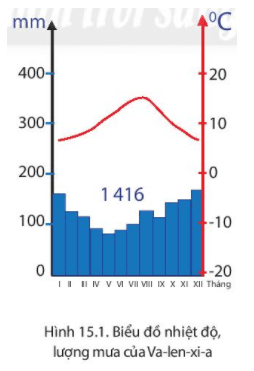 mm
⁰C
400
20
300
10
200
0
1 416
100
-10
0
-20
I II III IV V VI VII VIII IX X XI XII Tháng
Hình 15.1. Biểu đồ nhiệt độ,
lượng mưa của Va-len-xi-a